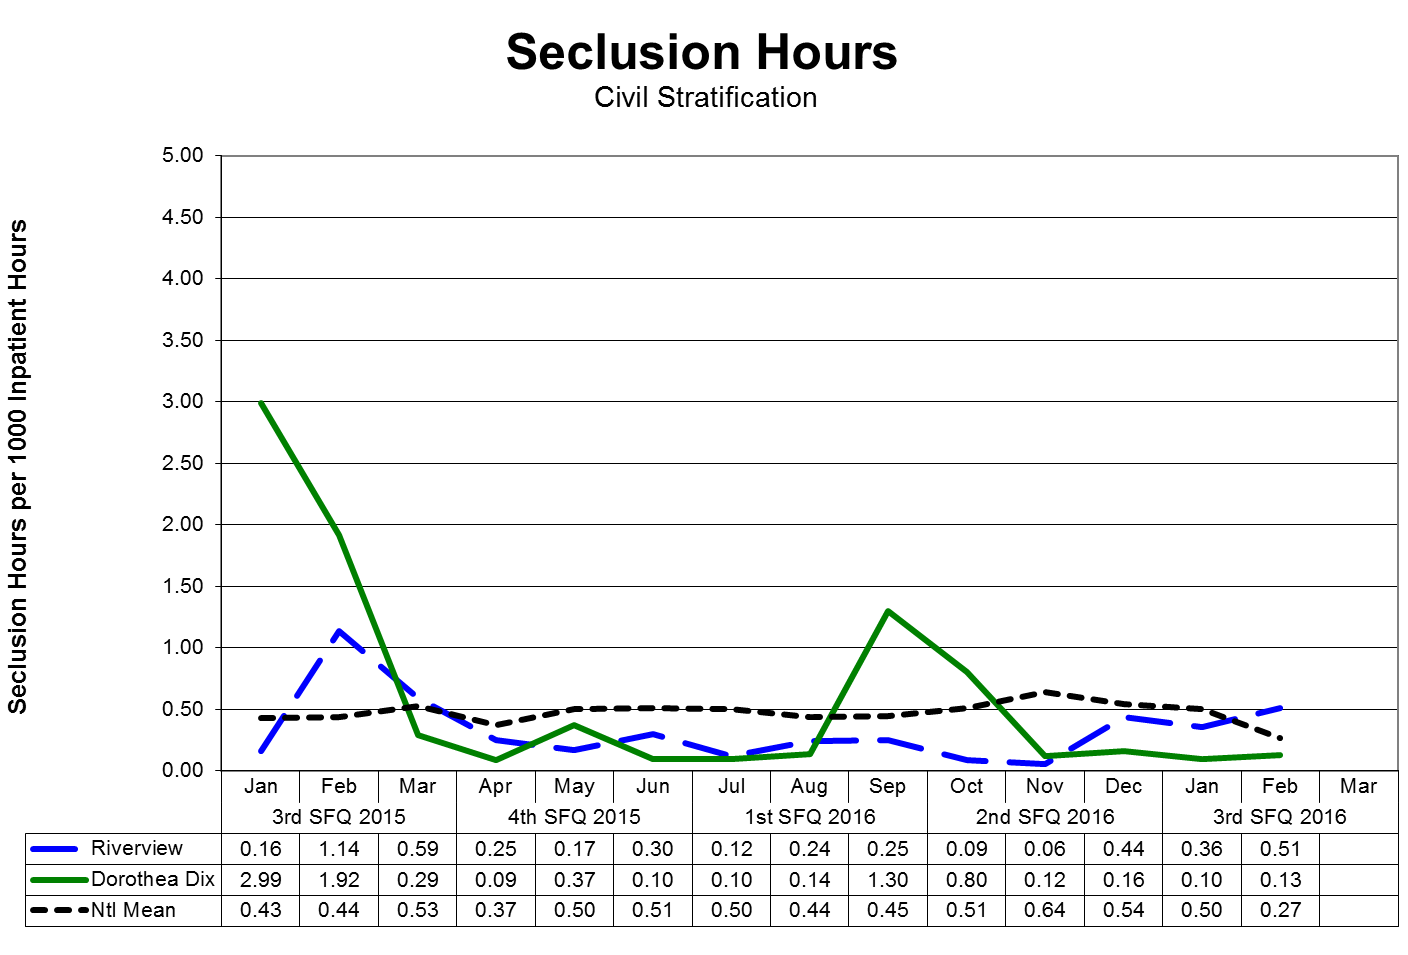 Seclusion Hours
Civil Stratification
Seclusion Hours per 1000 Inpatient Hours
5.00
4.50
4.00
3.50
3.00
2.50
2.00
1.50
1.00
0.50
0.00
Jan Feb Mar Apr May Jun Jul Aug Sep Oct Nov Dec Jan Feb Mar
3rd SFQ 2015 4th SFQ 2015 1st SFQ 2016 2nd SFQ 2016 3rd SFQ 2016
Riverview 0.16 1.14 0.59 0.25 0.17 0.30 0.12 0.24 0.25 0.09 0.06 0.44 0.36 0.51
Dorothea Dix 2.99 1.92 0.29 0.09 0.37 0.10 0.10 0.14 1.30 0.80 0.12 0.16 0.10 0.13
Ntl Mean 0.43 0.44 0.53 0.37 0.50 0.51 0.50 0.44 0.45 0.51 0.64 0.54 0.50 0.27